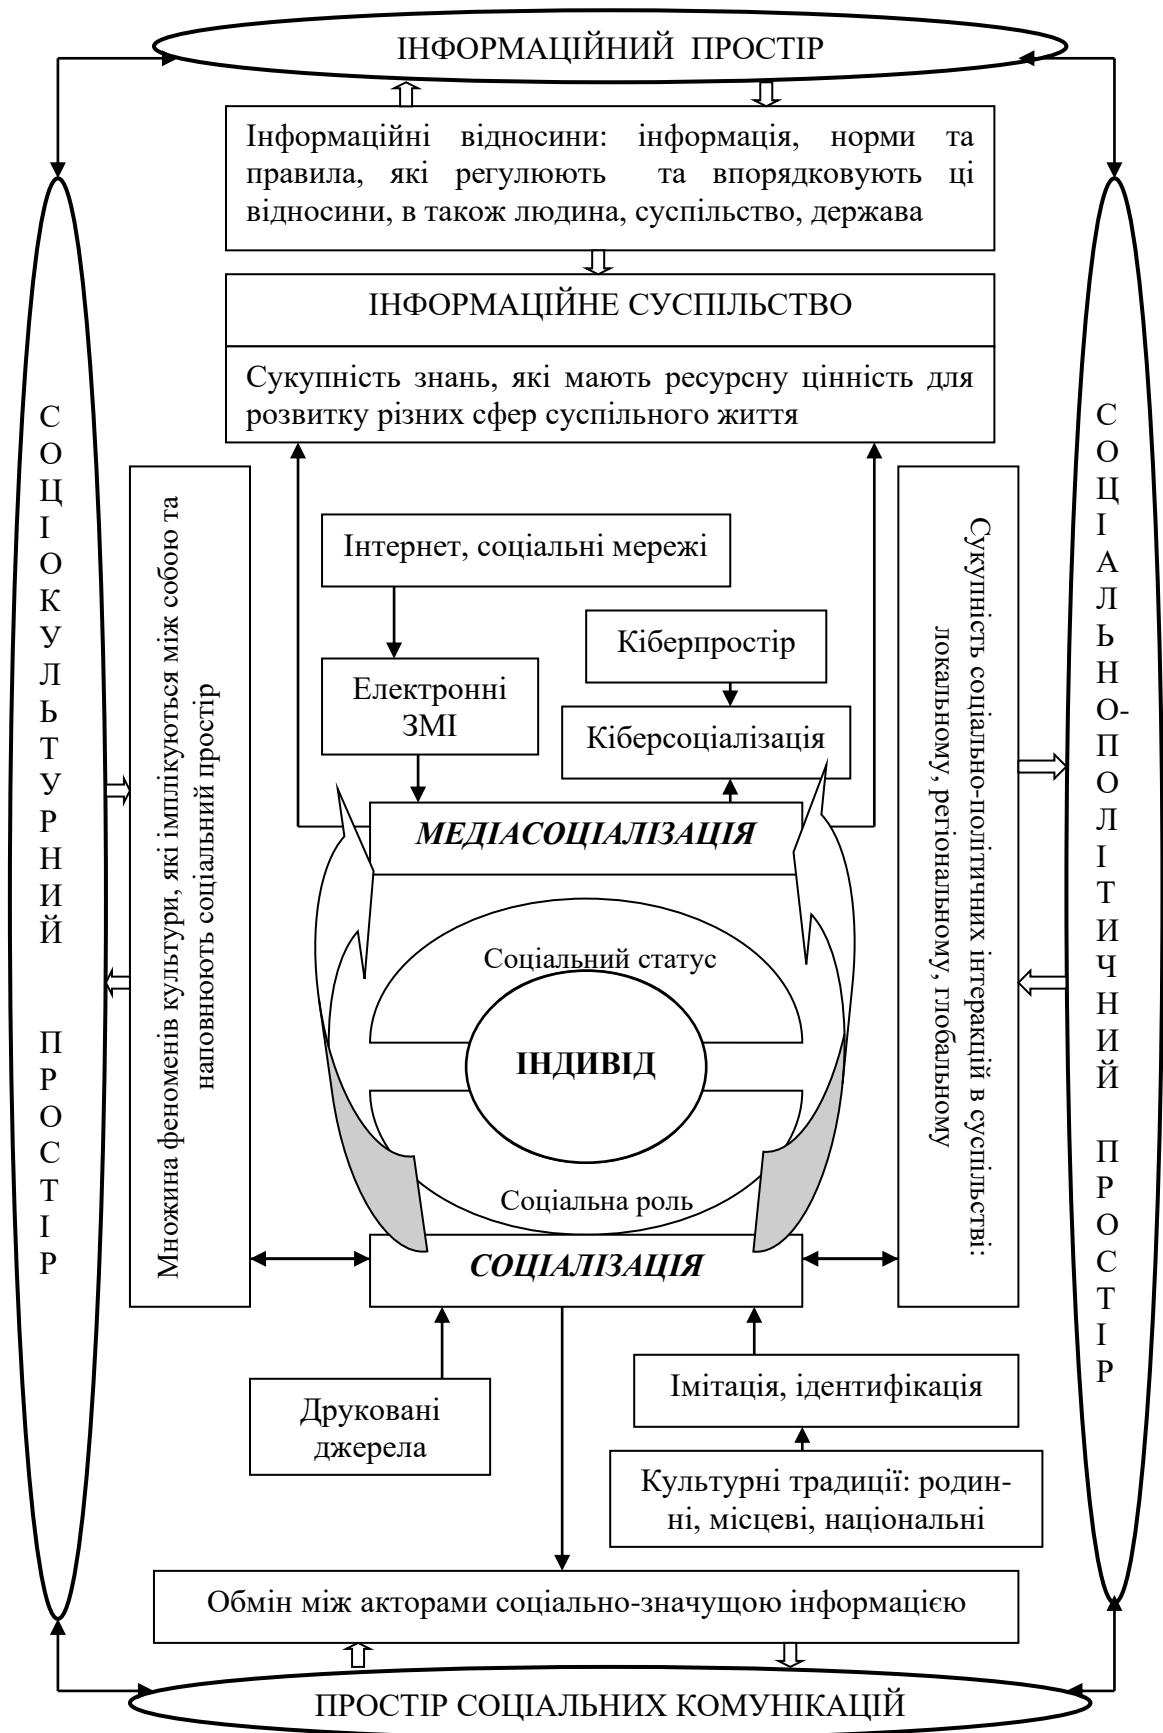 ІНФОРМАЦІЙНИЙ ПРОСТІР
Інформаційні відносини: інформація, норми та
правила, які регулюють та впорядковують ці
відносини, в також людина, суспільство, держава
ІНФОРМАЦІЙНЕ СУСПІЛЬСТВО
Сукупність знань, які мають ресурсну цінність для
розвитку різних сфер суспільного життя
СОЦІОКУЛЬТУРНИЙ ПРОСТІР
Множина феноменів культури, які імплікуються між собою та
наповнюють соціальний простір
Інтернет, соціальні мережі
Електронні
ЗМІ
Кіберпростір
Кіберсоціалізація
МЕДІАСОЦІАЛІЗАЦІЯ
Соціальний статус
ІНДИВІД
Соціальна роль
СОЦІАЛІЗАЦІЯ
Сукупність соціально-політичних інтеракцій в суспільстві:
локальному, регіональному, глобальному
СОЦІАЛЬНО-ПОЛІТИЧНИЙ ПРОСТІР
Друковані
джерела
Імітація, ідентифікація
Культурні традиції: родин-
ні, місцеві, національні
Обмін між акторами соціально-значущою інформацією
ПРОСТІР СОЦІАЛЬНИХ КОМУНІКАЦІЙ